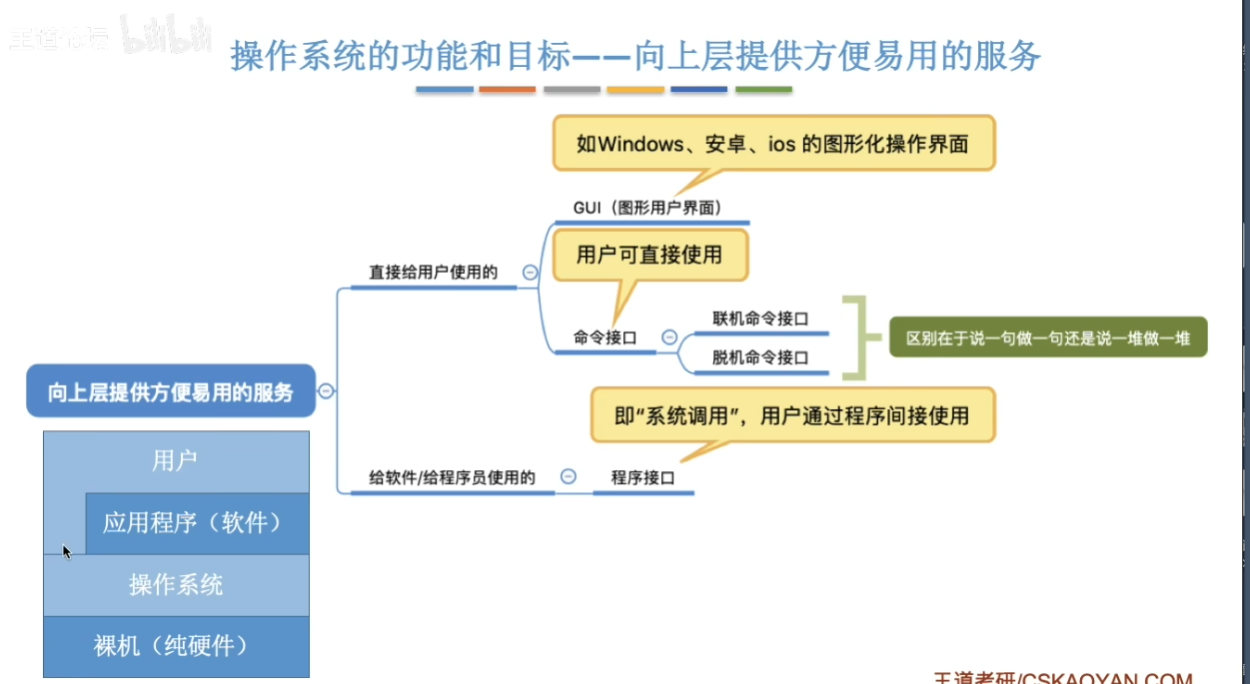 王道论坛 bilibili
操作系统的功能和目标——向上层提供方便易用的服务
如Windows、安卓、ios 的图形化操作界面
GUI（图形用户界面）
用户可直接使用
直接给用户使用的
联机命令接口
命令接口
区别在于说一句做一句还是说一堆做一堆
脱机命令接口
向上层提供方便易用的服务
即“系统调用”，用户通过程序间接使用
给软件/给程序员使用的
程序接口
用户
应用程序（软件）
操作系统
裸机（纯硬件）
王道考研/CSKAOYAN.COM